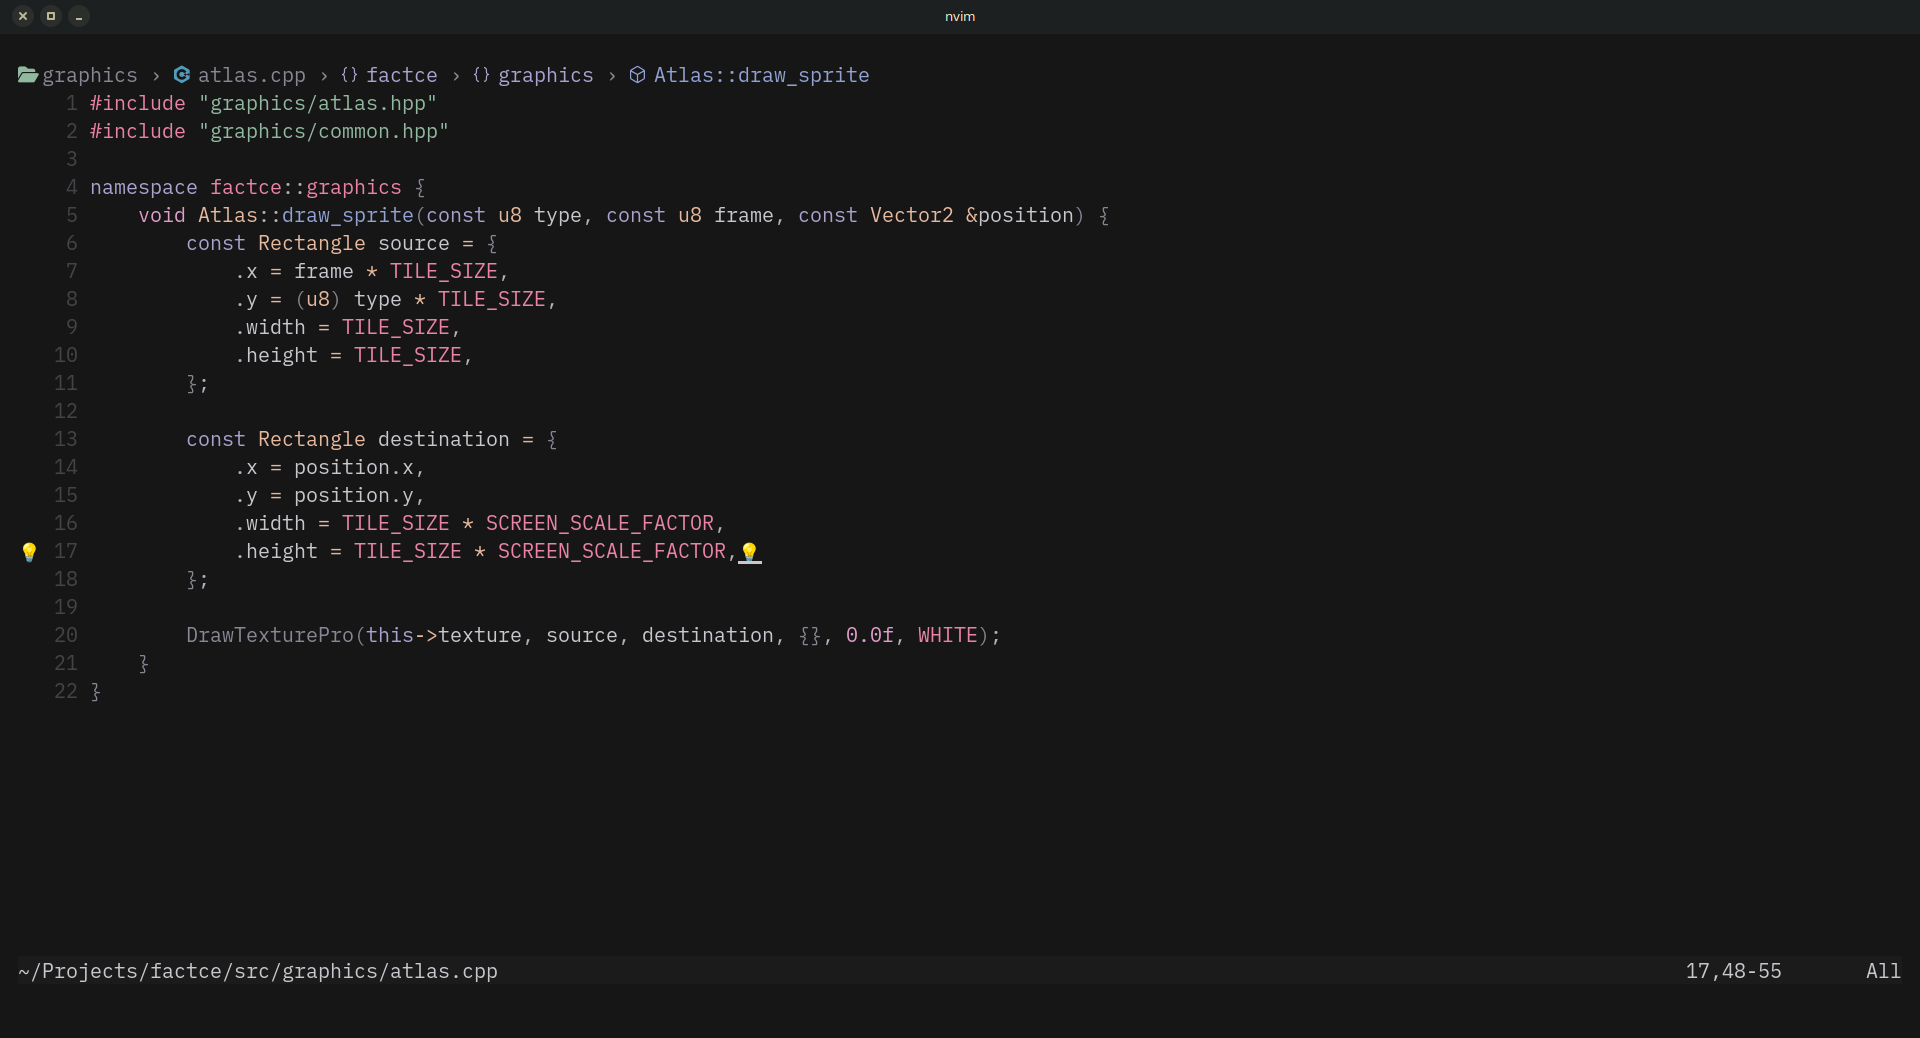 nvim
graphics › atlas.cpp › {} factce › {} graphics › Atlas::draw_sprite
1 #include "graphics/atlas.hpp"
2 #include "graphics/common.hpp"
3
4 namespace factce::graphics {
5     void Atlas::draw_sprite(const u8 type, const u8 frame, const Vector2 &position) {
6         const Rectangle source = {
7             .x = frame * TILE_SIZE,
8             .y = (u8) type * TILE_SIZE,
9             .width = TILE_SIZE,
10             .height = TILE_SIZE,
11         };
12
13         const Rectangle destination = {
14             .x = position.x,
15             .y = position.y,
16             .width = TILE_SIZE * SCREEN_SCALE_FACTOR,
17             .height = TILE_SIZE * SCREEN_SCALE_FACTOR,
18         };
19
20         DrawTexturePro(this->texture, source, destination, {}, 0.0f, WHITE);
21     }
22 }
~/Projects/factce/src/graphics/atlas.cpp 17,48-55 All